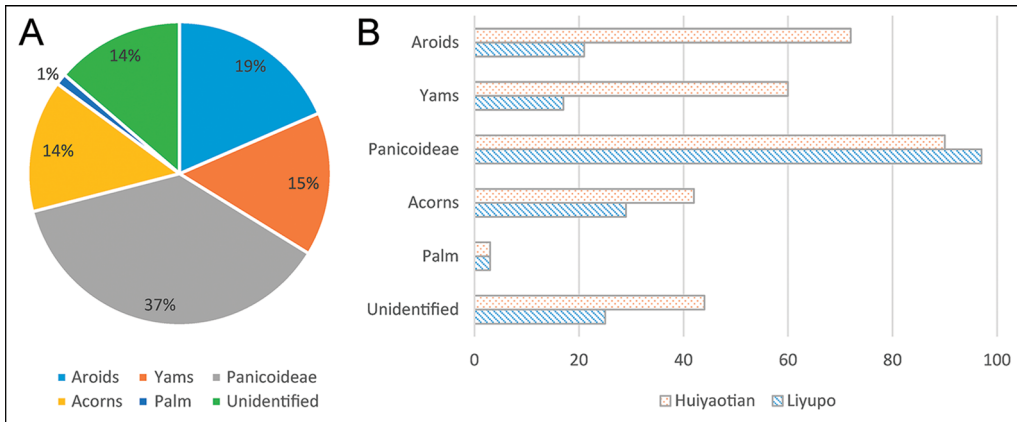 A
14%
19%
1%
14%
15%
37%
Aroids Yams Panicoideae
Acorns Palm Unidentified
B
Aroids
Yams
Panicoideae
Acorns
Palm
Unidentified
0 20 40 60 80 100
Huiyaotian Liyupo